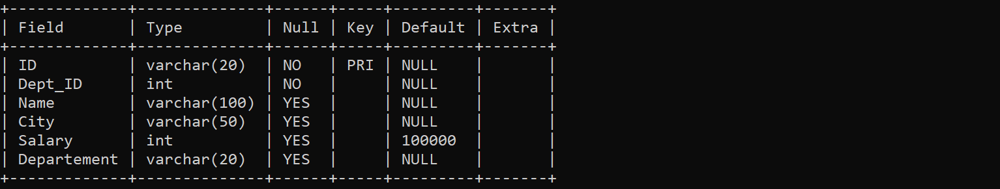 +-------------+--------------+------+-----+---------+-------+
| Field       | Type         | Null | Key | Default | Extra |
+-------------+--------------+------+-----+---------+-------+
| ID          | varchar(20)  | NO   | PRI | NULL    |       |
| Dept_ID     | int          | NO   |     | NULL    |       |
| Name        | varchar(100) | YES  |     | NULL    |       |
| City        | varchar(50)  | YES  |     | NULL    |       |
| Salary      | int          | YES  |     | 100000  |       |
| Departement | varchar(20)  | YES  |     | NULL    |       |
+-------------+--------------+------+-----+---------+-------+